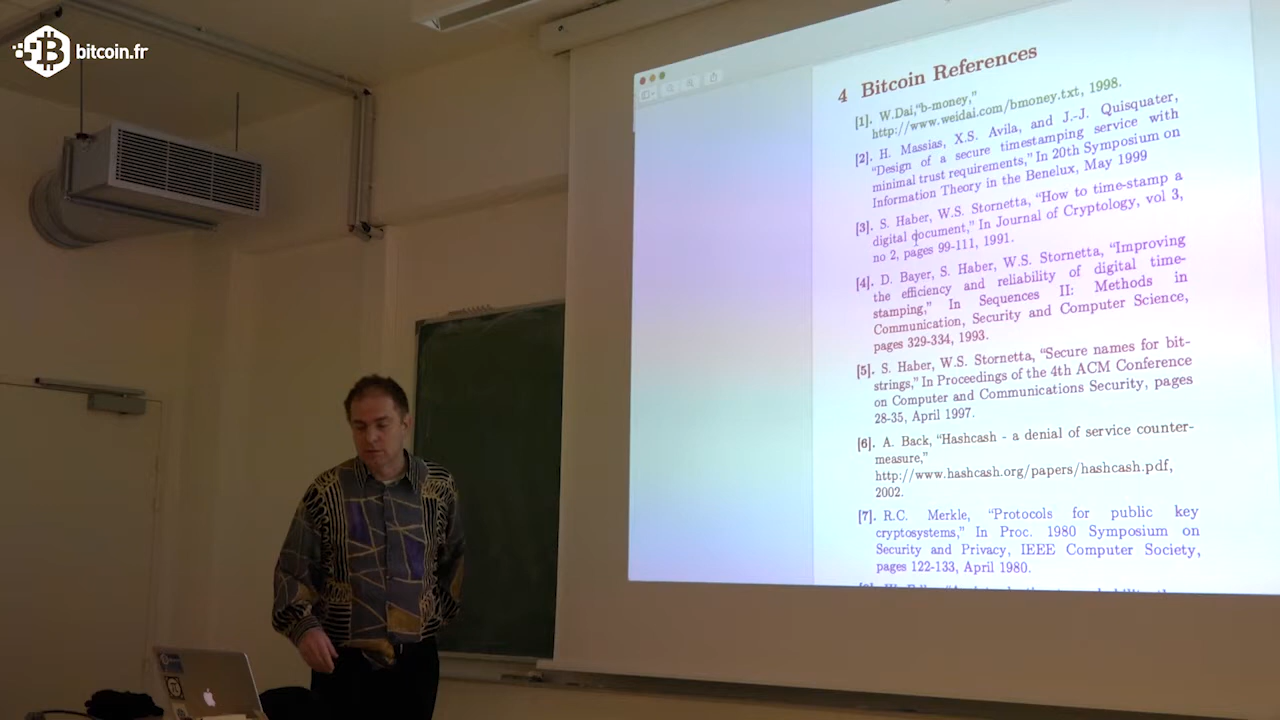 bitcoin.fr
4 Bitcoin References
[1]. W.Dai,"b-money,"
http://www.weidai.com/bmoney.txt, 1998.
[2]. H. Massias, X.S. Avila, and J.-J. Quisquater,
"Design of a secure timestamping service with
minimal trust requirements," In 20th Symposium on
Information Theory in the Benelux, May 1999
[3]. S. Haber, W.S. Stornetta, "How to time-stamp a
digital document," In Journal of Cryptology, vol 3,
no 2, pages 99-111, 1991.
[4]. D. Bayer, S. Haber, W.S. Stornetta, "Improving
the efficiency and reliability of digital time-
stamping," In Sequences II: Methods in
Communication, Security and Computer Science,
pages 329-334, 1993.
[5]. S. Haber, W.S. Stornetta, "Secure names for bit-
strings," In Proceedings of the 4th ACM Conference
on Computer and Communications Security, pages
28-35, April 1997.
[6]. A. Back, "Hashcash - a denial of service counter-
measure,"
http://www.hashcash.org/papers/hashcash.pdf,
2002.
[7]. R.C. Merkle, "Protocols for public key
cryptosystems," In Proc. 1980 Symposium on
Security and Privacy, IEEE Computer Society,
pages 122-133, April 1980.